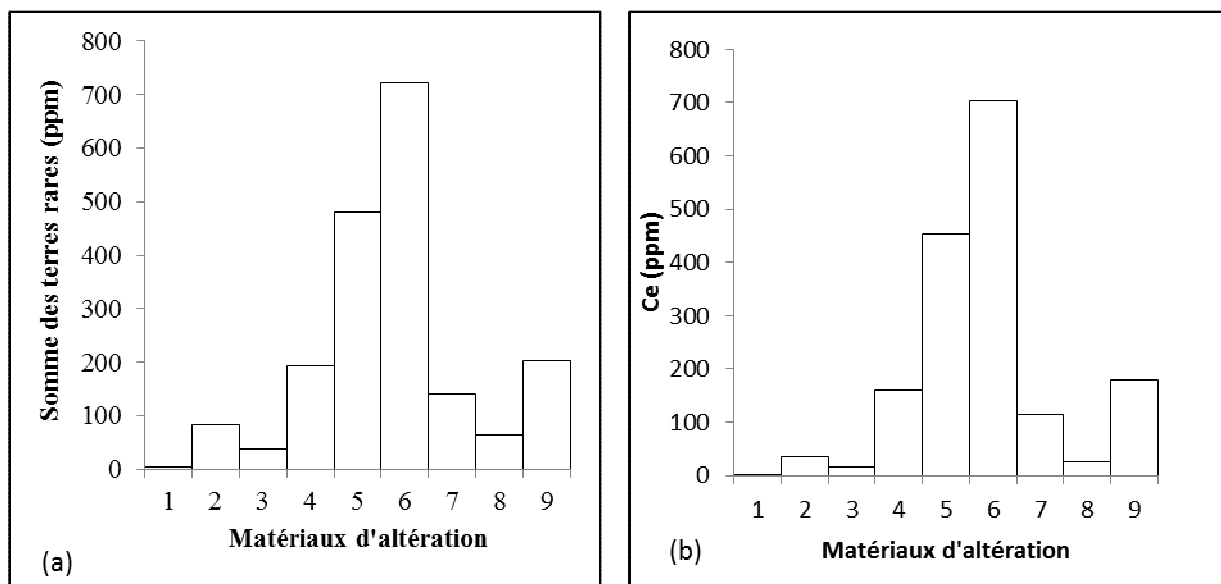 Somme des terres rares (ppm)
800
700
600
500
400
300
200
100
0
1 2 3 4 5 6 7 8 9
Matériaux d'altération
(a)
Ce (ppm)
800
700
600
500
400
300
200
100
0
1 2 3 4 5 6 7 8 9
Matériaux d'altération
(b)